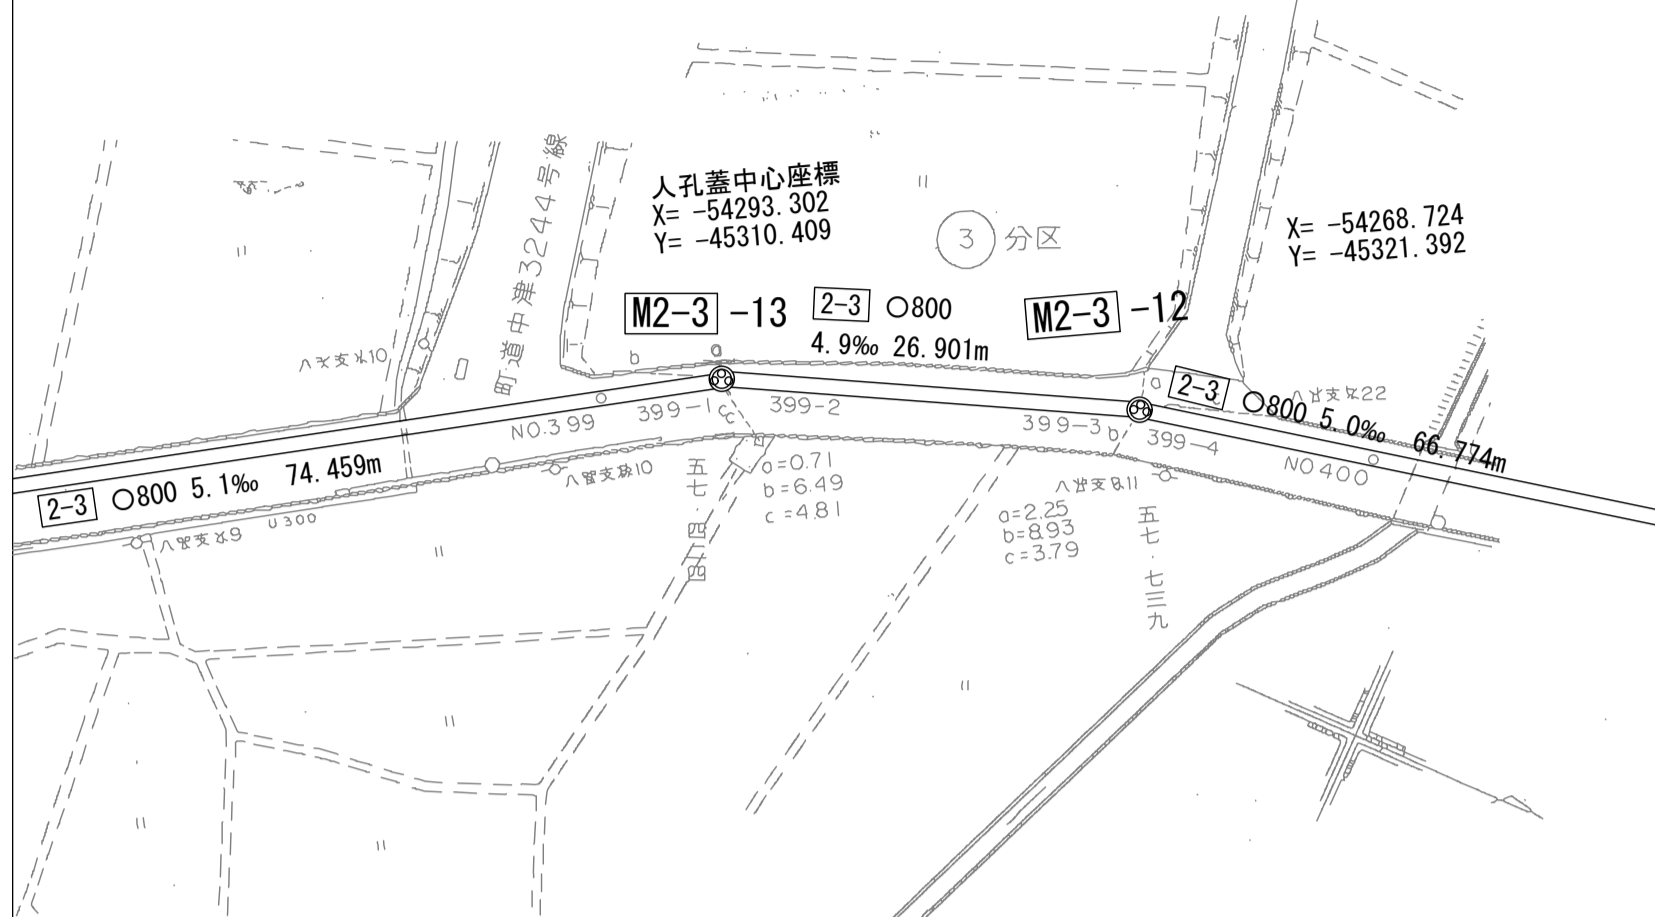 町道中津3244号線
人孔蓋中心座標
X= -54293.302
Y= -45310.409
3 分区
X= -54268.724
Y= -45321.392
M2-3 -13
2-3 ○800
4.9‰ 26.901m
M2-3 -12
b
a
a
2-3 ○800 5.0‰ 66.774m
NO.399
399-1
c
399-2
399-3
b
399-4
NO400
2-3 ○800 5.1‰ 74.459m
U300
五七.四二四
a=0.71
b=6.49
c=4.81
a=2.25
b=8.93
c=3.79
五七.七三九